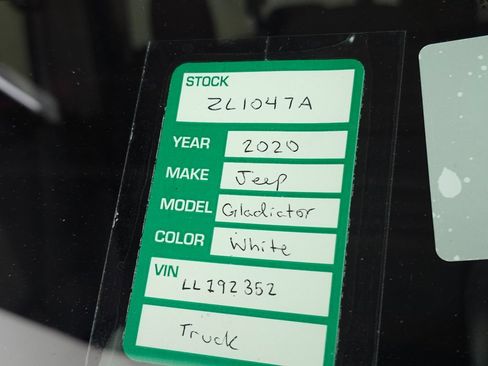 STOCK
ZL1047A
YEAR 2020
MAKE Jeep
MODEL Gladiator
COLOR White
VIN
LL192352
Truck